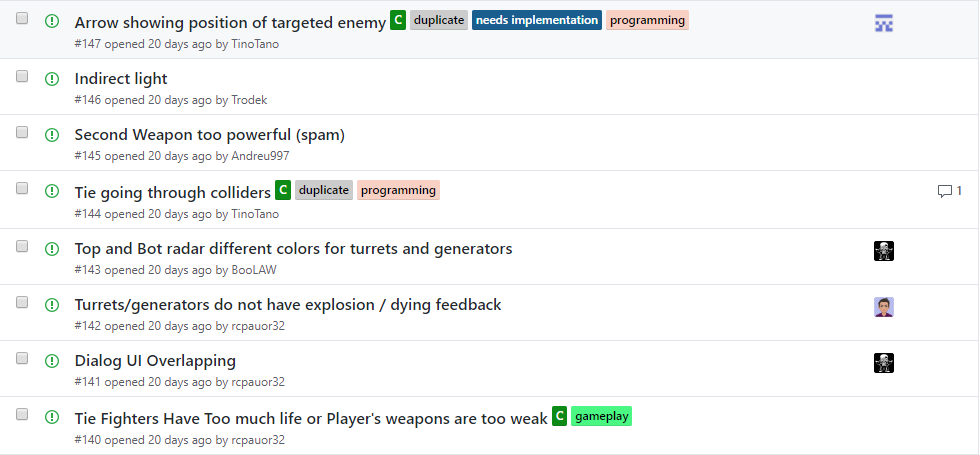 Arrow showing position of targeted enemy C duplicate needs implementation programming
#147 opened 20 days ago by TinoTano
Indirect light
#146 opened 20 days ago by Trodek
Second Weapon too powerful (spam)
#145 opened 20 days ago by Andreu997
Tie going through colliders C duplicate programming 1
#144 opened 20 days ago by TinoTano
Top and Bot radar different colors for turrets and generators
#143 opened 20 days ago by BooLAW
Turrets/generators do not have explosion / dying feedback
#142 opened 20 days ago by rcpauor32
Dialog UI Overlapping
#141 opened 20 days ago by rcpauor32
Tie Fighters Have Too much life or Player's weapons are too weak C gameplay
#140 opened 20 days ago by rcpauor32